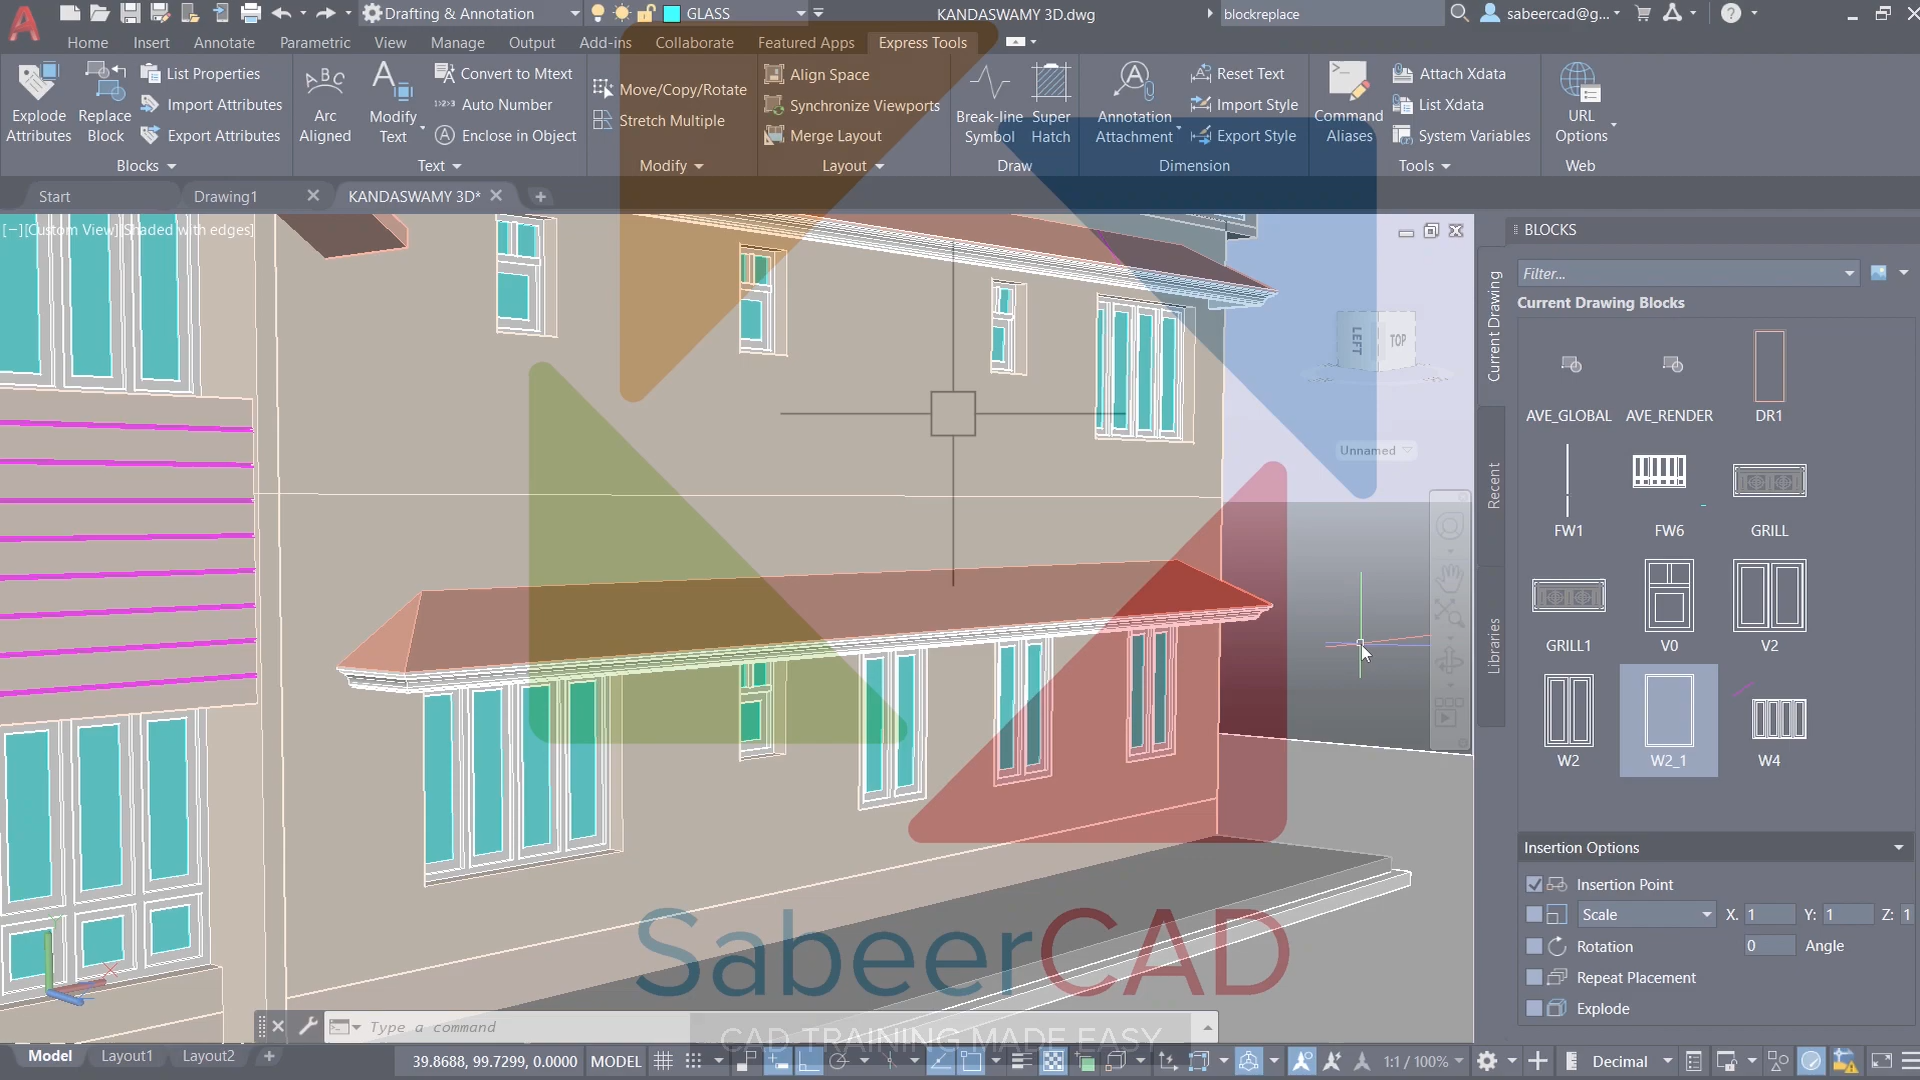 Drafting & Annotation
GLASS
KANDASWAMY 3D.dwg
blockreplace
sabeercad@g...
Home
Insert
Annotate
Parametric
View
Manage
Output
Add-ins
Collaborate
Featured Apps
Express Tools
Explode Attributes
Replace Block
List Properties
Import Attributes
Export Attributes
Blocks
Arc Aligned
Modify Text
Convert to Mtext
Auto Number
Enclose in Object
Text
Move/Copy/Rotate
Stretch Multiple
Modify
Align Space
Synchronize Viewports
Merge Layout
Layout
Break-line Symbol
Super Hatch
Draw
Annotation Attachment
Reset Text
Import Style
Export Style
Dimension
Command Aliases
Attach Xdata
List Xdata
System Variables
Tools
URL Options
Web
Start
Drawing1
KANDASWAMY 3D*
[−][Custom View][Shaded with edges]
LEFT
TOP
Unnamed
BLOCKS
Filter...
Current Drawing Blocks
Current Drawing
Recent
Libraries
AVE_GLOBAL
AVE_RENDER
DR1
FW1
FW6
GRILL
GRILL1
V0
V2
W2
W2_1
W4
Insertion Options
Insertion Point
Scale
X. 1 Y: 1 Z: 1
Rotation
0
Angle
Repeat Placement
Explode
SabeerCAD
CAD TRAINING MADE EASY
Type a command
Model
Layout1
Layout2
39.8688, 99.7299, 0.0000
MODEL
1:1 / 100%
Decimal